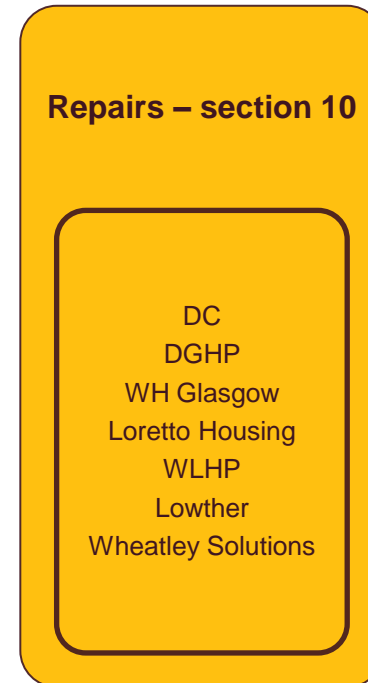 Repairs – section 10
DC
DGHP
WH Glasgow
Loretto Housing
WLHP
Lowther
Wheatley Solutions